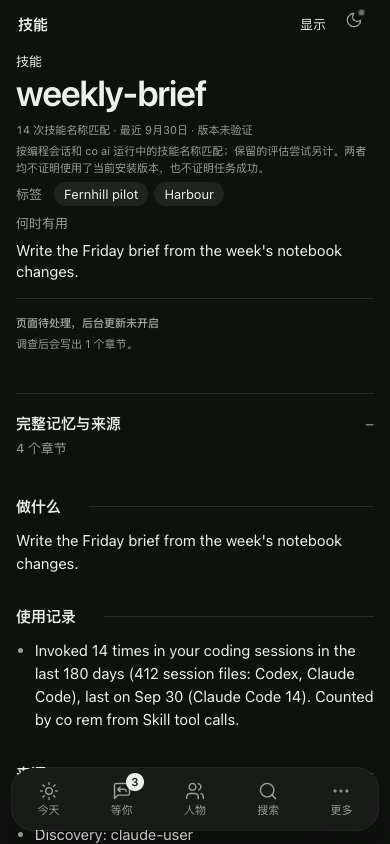 技能
显示
技能
weekly-brief
14 次技能名称匹配 · 最近 9月30日 · 版本未验证
按编程会话和 co ai 运行中的技能名称匹配；保留的评估尝试另计。两者
均不证明使用了当前安装版本，也不证明任务成功。
标签 Fernhill pilot Harbour
何时有用
Write the Friday brief from the week's notebook
changes.
页面待处理，后台更新未开启
调查后会写出 1 个章节。
完整记忆与来源 –
4 个章节
做什么
Write the Friday brief from the week's notebook
changes.
使用记录
Invoked 14 times in your coding sessions in the
last 180 days (412 session files: Codex, Claude
Code), last on Sep 30 (Claude Code 14). Counted
by co rem from Skill tool calls.
3
今天 等你 人物 搜索 更多
Discovery: claude-user